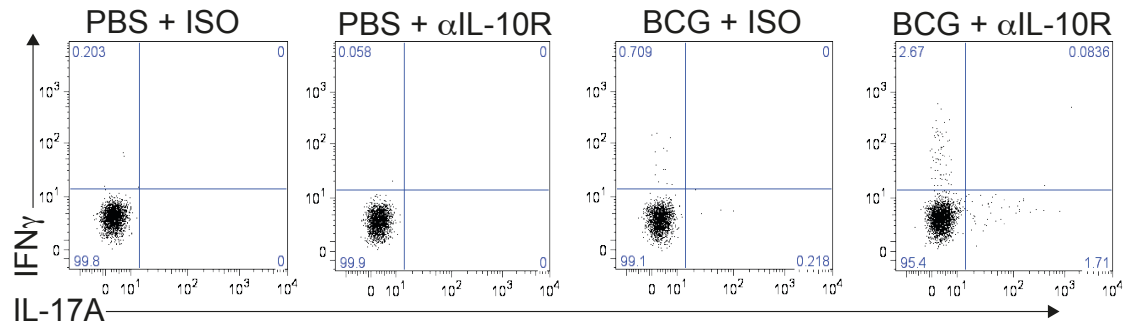 PBS + ISO
PBS + αIL-10R
BCG + ISO
BCG + αIL-10R
IFNγ
0.203 0
99.8 0
10³
10²
10¹
0
0 10¹ 10² 10³ 10⁴
0.058 0
99.9 0
10³
10²
10¹
0
0 10¹ 10² 10³ 10⁴
0.709 0
99.1 0.218
10³
10²
10¹
0
0 10¹ 10² 10³ 10⁴
2.67 0.0836
95.4 1.71
10³
10²
10¹
0
0 10¹ 10² 10³ 10⁴
IL-17A